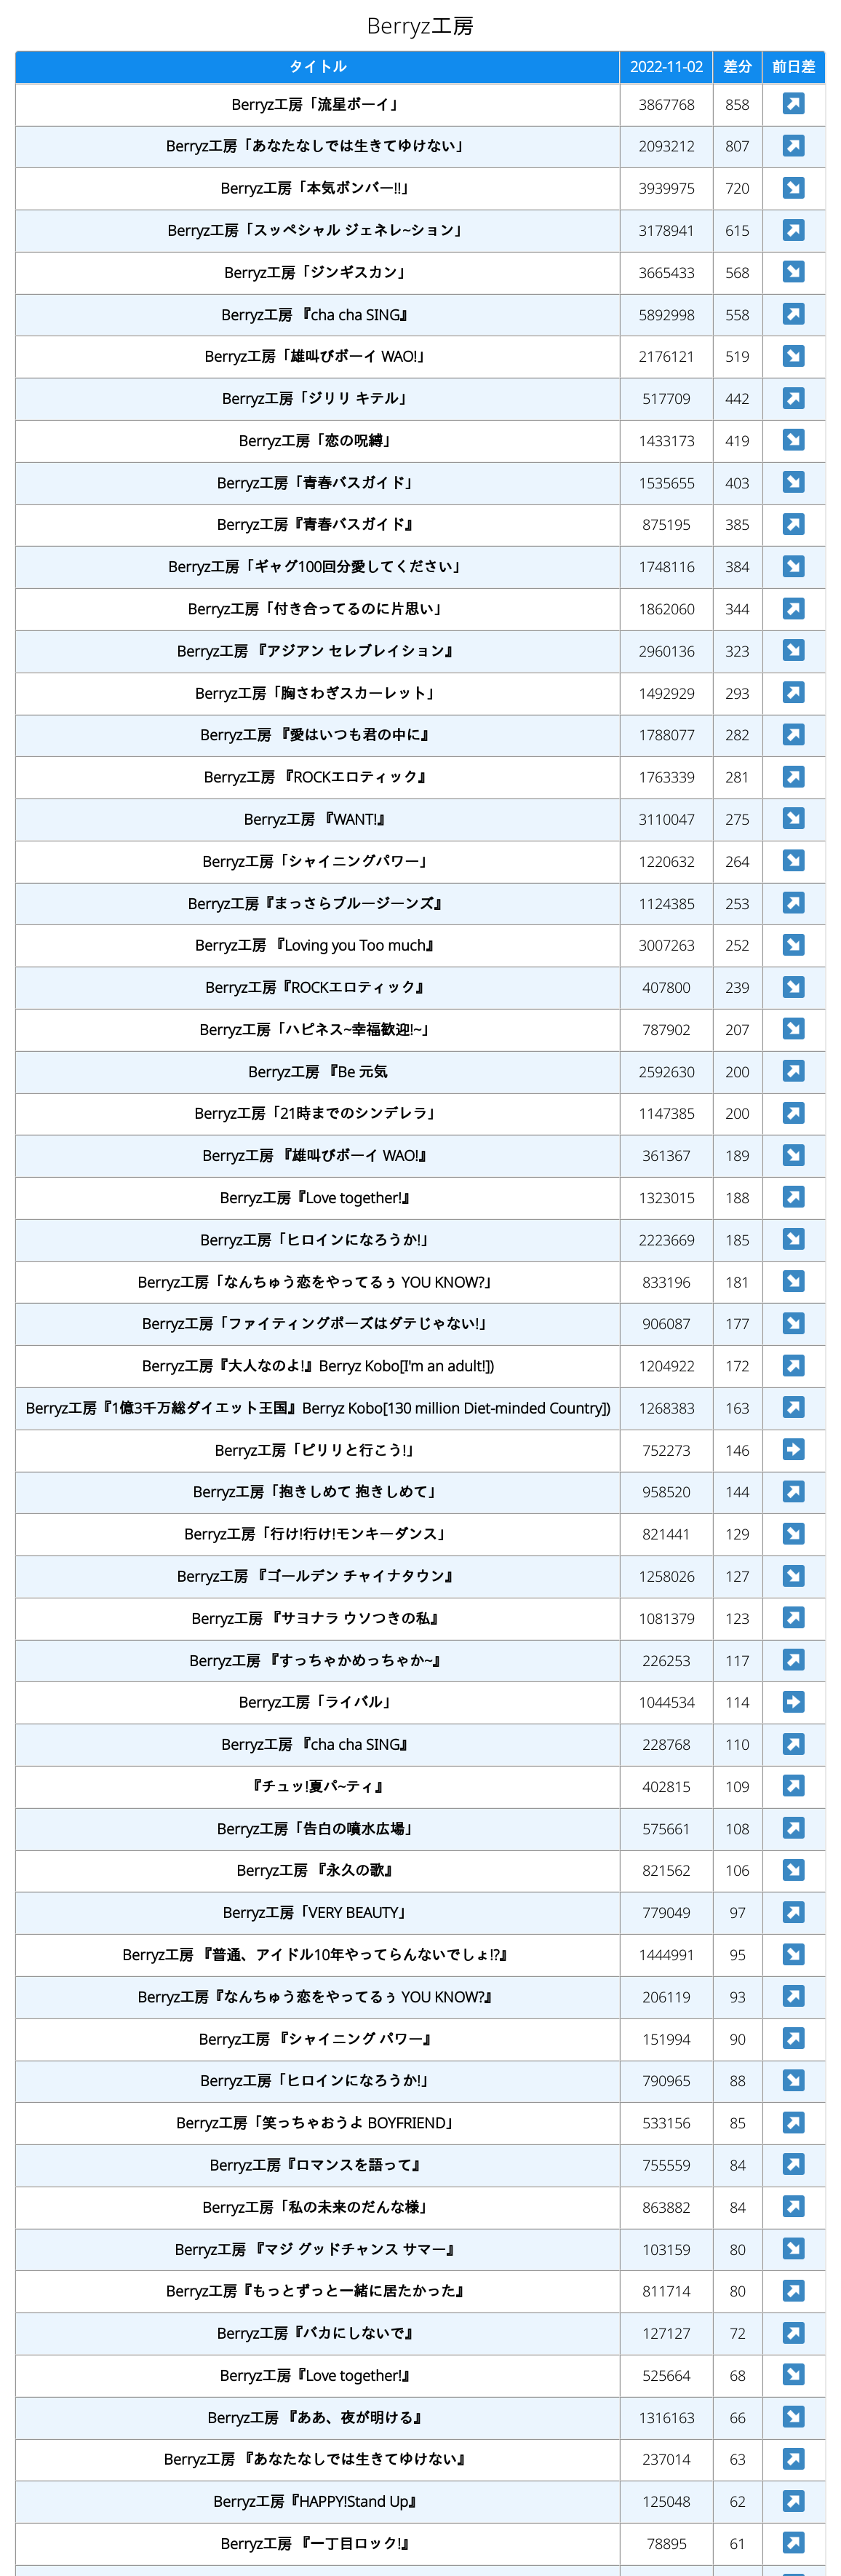 Berryz工房
タイトル 2022-11-02 差分 前日差
Berryz工房「流星ボーイ」 3867768 858
Berryz工房「あなたなしでは生きてゆけない」 2093212 807
Berryz工房「本気ボンバー!!」 3939975 720
Berryz工房「スッペシャル ジェネレ~ション」 3178941 615
Berryz工房「ジンギスカン」 3665433 568
Berryz工房 『cha cha SING』 5892998 558
Berryz工房「雄叫びボーイ WAO!」 2176121 519
Berryz工房「ジリリ キテル」 517709 442
Berryz工房「恋の呪縛」 1433173 419
Berryz工房「青春バスガイド」 1535655 403
Berryz工房『青春バスガイド』 875195 385
Berryz工房「ギャグ100回分愛してください」 1748116 384
Berryz工房「付き合ってるのに片思い」 1862060 344
Berryz工房 『アジアン セレブレイション』 2960136 323
Berryz工房「胸さわぎスカーレット」 1492929 293
Berryz工房 『愛はいつも君の中に』 1788077 282
Berryz工房 『ROCKエロティック』 1763339 281
Berryz工房 『WANT!』 3110047 275
Berryz工房「シャイニングパワー」 1220632 264
Berryz工房『まっさらブルージーンズ』 1124385 253
Berryz工房 『Loving you Too much』 3007263 252
Berryz工房『ROCKエロティック』 407800 239
Berryz工房「ハピネス~幸福歓迎!~」 787902 207
Berryz工房 『Be 元気 2592630 200
Berryz工房「21時までのシンデレラ」 1147385 200
Berryz工房 『雄叫びボーイ WAO!』 361367 189
Berryz工房『Love together!』 1323015 188
Berryz工房「ヒロインになろうか!」 2223669 185
Berryz工房「なんちゅう恋をやってるぅ YOU KNOW?」 833196 181
Berryz工房「ファイティングポーズはダテじゃない!」 906087 177
Berryz工房『大人なのよ!』Berryz Kobo[I'm an adult!]) 1204922 172
Berryz工房『1億3千万総ダイエット王国』Berryz Kobo[130 million Diet-minded Country]) 1268383 163
Berryz工房「ピリリと行こう!」 752273 146
Berryz工房「抱きしめて 抱きしめて」 958520 144
Berryz工房「行け!行け!モンキーダンス」 821441 129
Berryz工房 『ゴールデン チャイナタウン』 1258026 127
Berryz工房 『サヨナラ ウソつきの私』 1081379 123
Berryz工房 『すっちゃかめっちゃか~』 226253 117
Berryz工房「ライバル」 1044534 114
Berryz工房 『cha cha SING』 228768 110
『チュッ!夏パ~ティ』 402815 109
Berryz工房「告白の噴水広場」 575661 108
Berryz工房 『永久の歌』 821562 106
Berryz工房「VERY BEAUTY」 779049 97
Berryz工房 『普通、アイドル10年やってらんないでしょ!?』 1444991 95
Berryz工房『なんちゅう恋をやってるぅ YOU KNOW?』 206119 93
Berryz工房 『シャイニング パワー』 151994 90
Berryz工房「ヒロインになろうか!」 790965 88
Berryz工房「笑っちゃおうよ BOYFRIEND」 533156 85
Berryz工房『ロマンスを語って』 755559 84
Berryz工房「私の未来のだんな様」 863882 84
Berryz工房 『マジ グッドチャンス サマー』 103159 80
Berryz工房『もっとずっと一緒に居たかった』 811714 80
Berryz工房『バカにしないで』 127127 72
Berryz工房『Love together!』 525664 68
Berryz工房 『ああ、夜が明ける』 1316163 66
Berryz工房 『あなたなしでは生きてゆけない』 237014 63
Berryz工房『HAPPY!Stand Up』 125048 62
Berryz工房 『一丁目ロック!』 78895 61